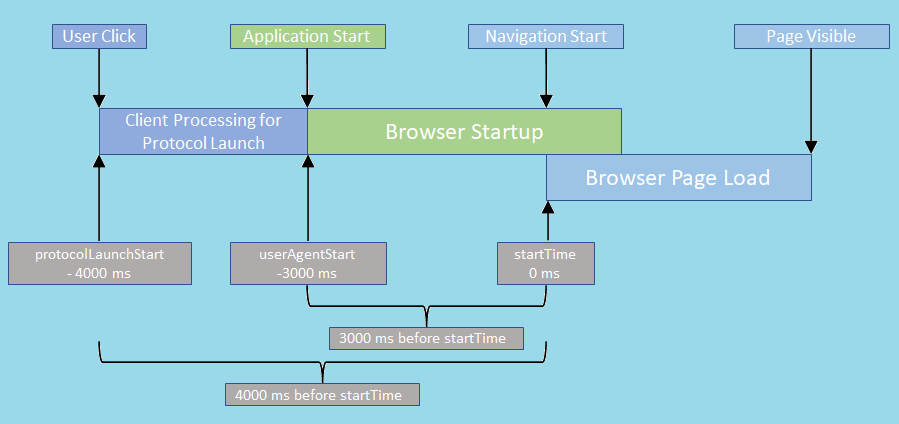 User Click
Application Start
Navigation Start
Page Visible
Client Processing for
Protocol Launch
Browser Startup
Browser Page Load
protocolLaunchStart
- 4000 ms
userAgentStart
-3000 ms
startTime
0 ms
3000 ms before startTime
4000 ms before startTime